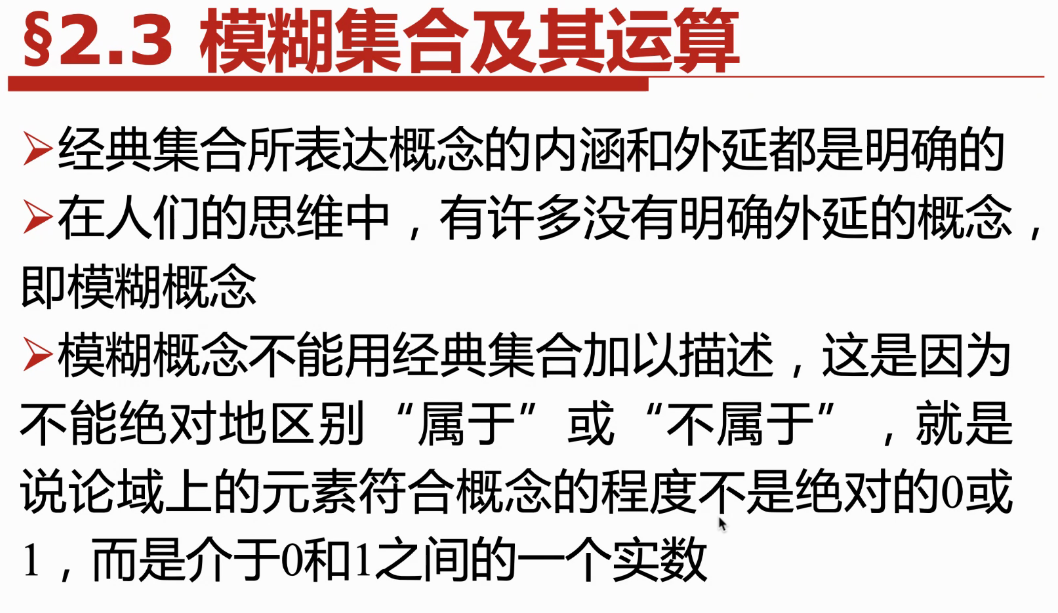 §2.3 模糊集合及其运算
➢经典集合所表达概念的内涵和外延都是明确的
➢在人们的思维中，有许多没有明确外延的概念，
即模糊概念
➢模糊概念不能用经典集合加以描述，这是因为
不能绝对地区别“属于”或“不属于”，就是
说论域上的元素符合概念的程度不是绝对的0或
1，而是介于0和1之间的一个实数